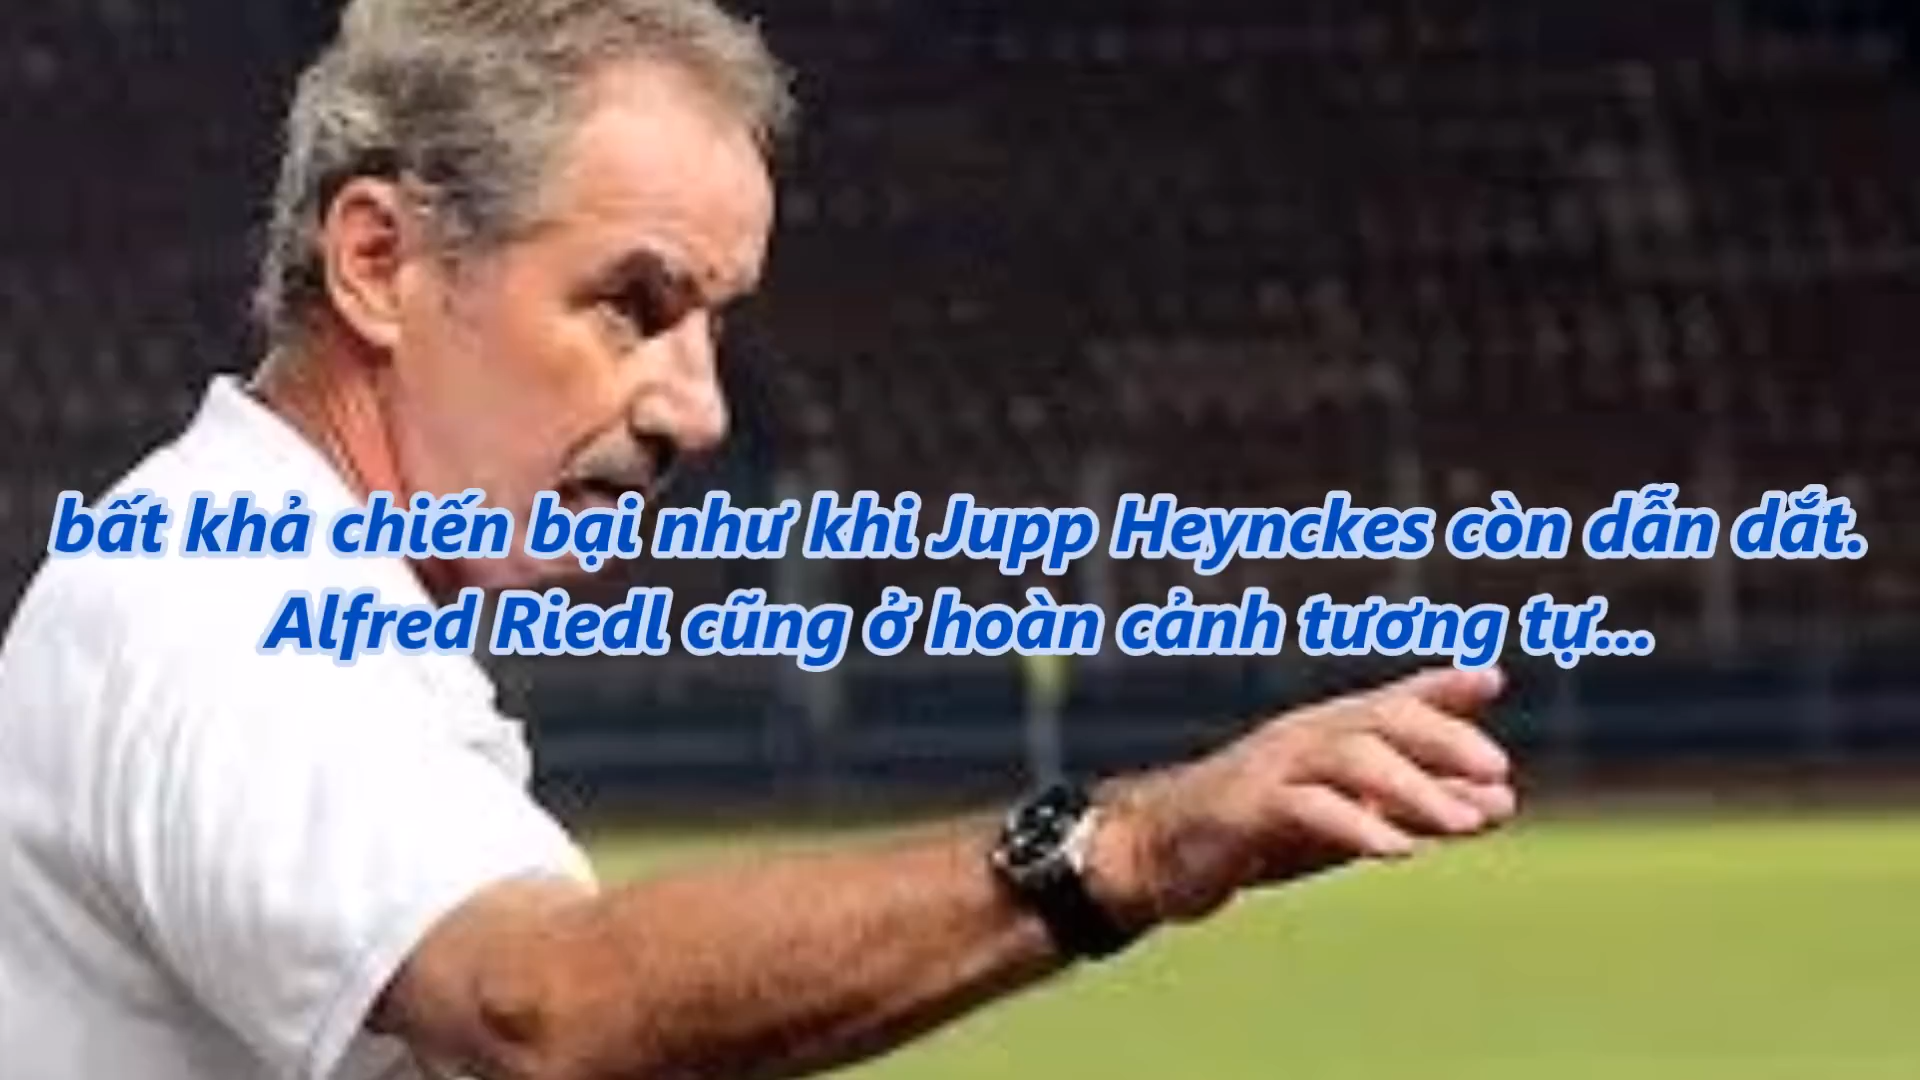 bất khả chiến bại như khi Jupp Heynckes còn dẫn dắt.
Alfred Riedl cũng ở hoàn cảnh tương tự...